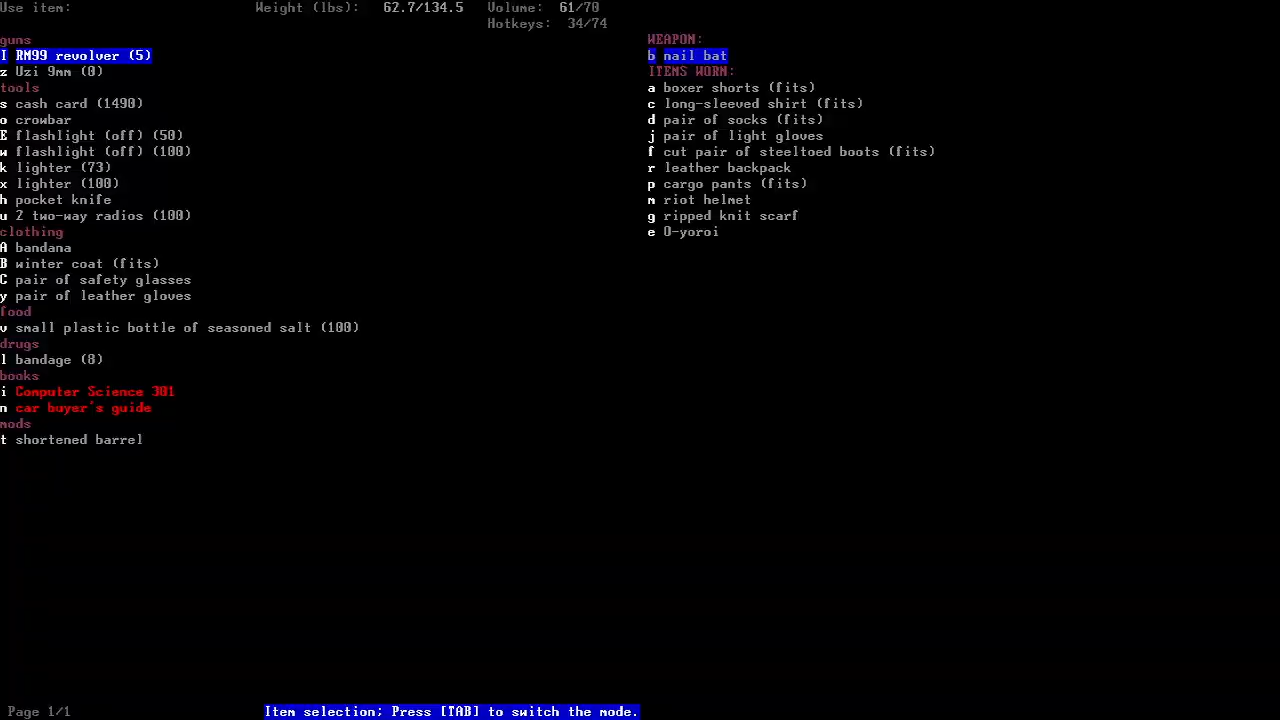 Use item: Weight (lbs): 62.7/134.5 Volume: 61/70
Hotkeys: 34/74
guns
I RM99 revolver (5)
z Uzi 9mm (0)
tools
s cash card (1490)
o crowbar
E flashlight (off) (50)
w flashlight (off) (100)
k lighter (73)
x lighter (100)
h pocket knife
u 2 two-way radios (100)
clothing
A bandana
B winter coat (fits)
C pair of safety glasses
y pair of leather gloves
food
v small plastic bottle of seasoned salt (100)
drugs
l bandage (8)
books
i Computer Science 301
n car buyer's guide
mods
t shortened barrel
WEAPON:
b nail bat
ITEMS WORN:
a boxer shorts (fits)
c long-sleeved shirt (fits)
d pair of socks (fits)
j pair of light gloves
f cut pair of steeltoed boots (fits)
r leather backpack
p cargo pants (fits)
m riot helmet
g ripped knit scarf
e O-yoroi
Page 1/1 Item selection; Press [TAB] to switch the mode.